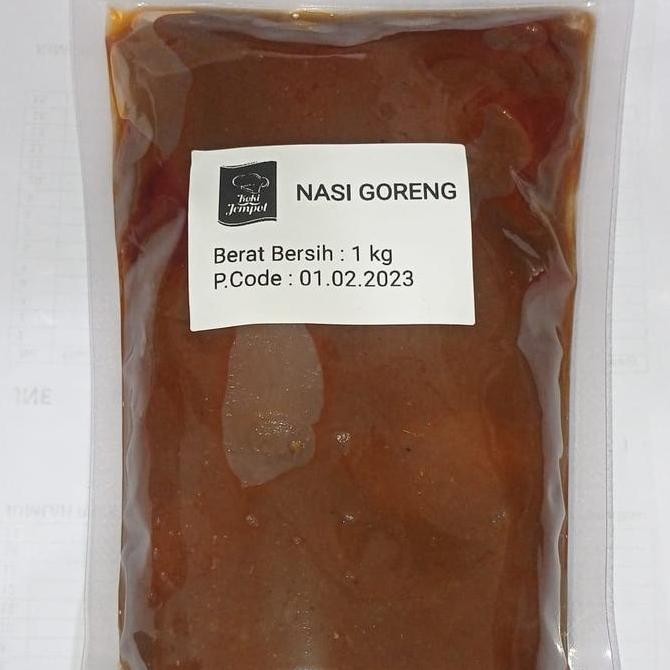 Koki
Jempol
NASI GORENG
Berat Bersih : 1 kg
P.Code : 01.02.2023